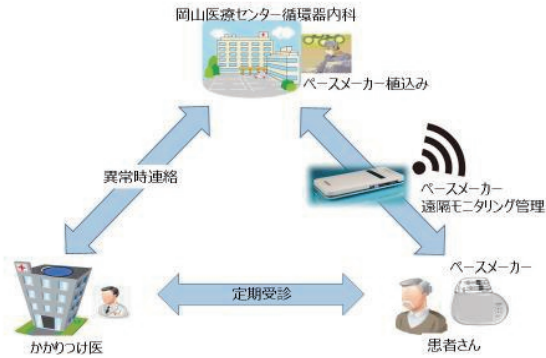 岡山医療センター循環器内科
ペースメーカー植込み
異常時連絡
ペースメーカー
遠隔モニタリング管理
ペースメーカー
定期受診
かかりつけ医
患者さん